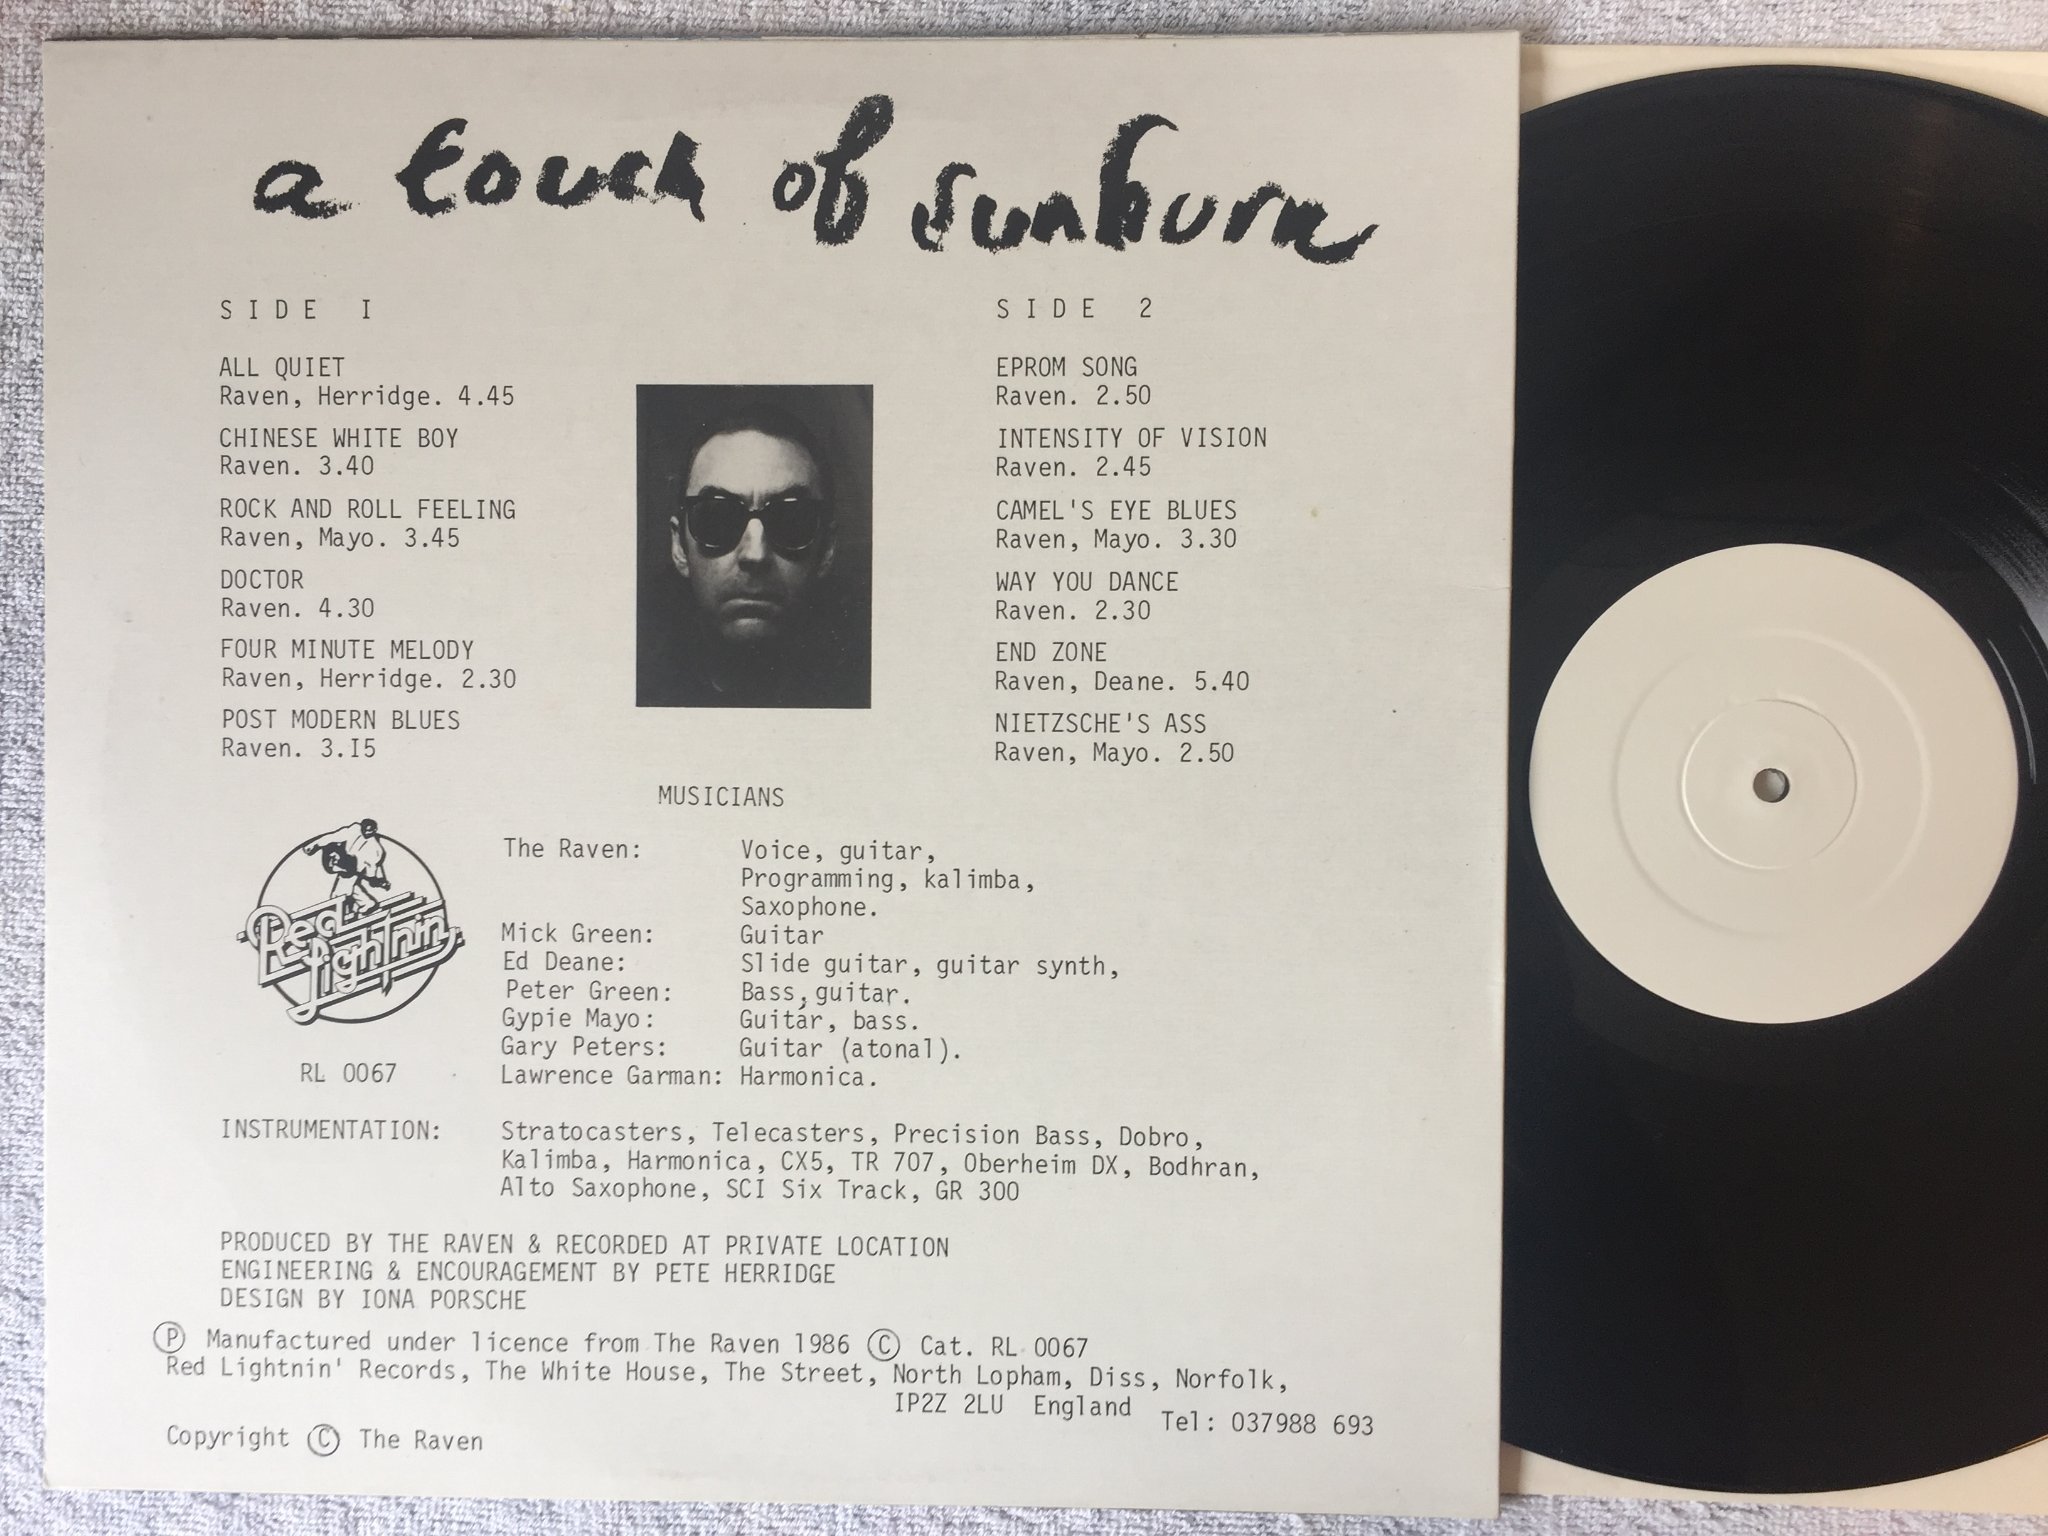 a touch of sunburn
SIDE I
ALL QUIET
Raven, Herridge. 4.45
CHINESE WHITE BOY
Raven. 3.40
ROCK AND ROLL FEELING
Raven, Mayo. 3.45
DOCTOR
Raven. 4.30
FOUR MINUTE MELODY
Raven, Herridge. 2.30
POST MODERN BLUES
Raven. 3.I5
SIDE 2
EPROM SONG
Raven. 2.50
INTENSITY OF VISION
Raven. 2.45
CAMEL'S EYE BLUES
Raven, Mayo. 3.30
WAY YOU DANCE
Raven. 2.30
END ZONE
Raven, Deane. 5.40
NIETZSCHE'S ASS
Raven, Mayo. 2.50
MUSICIANS
The Raven: Voice, guitar,
Programming, kalimba,
Saxophone.
Mick Green: Guitar
Ed Deane: Slide guitar, guitar synth,
Peter Green: Bass, guitar.
Gypie Mayo: Guitar, bass.
Gary Peters: Guitar (atonal).
Lawrence Garman: Harmonica.
Red
Lightnin
RL 0067
INSTRUMENTATION: Stratocasters, Telecasters, Precision Bass, Dobro,
Kalimba, Harmonica, CX5, TR 707, Oberheim DX, Bodhran,
Alto Saxophone, SCI Six Track, GR 300
PRODUCED BY THE RAVEN & RECORDED AT PRIVATE LOCATION
ENGINEERING & ENCOURAGEMENT BY PETE HERRIDGE
DESIGN BY IONA PORSCHE
Ⓟ Manufactured under licence from The Raven 1986 © Cat. RL 0067
Red Lightnin' Records, The White House, The Street, North Lopham, Diss, Norfolk,
IP2Z 2LU England Tel: 037988 693
Copyright © The Raven